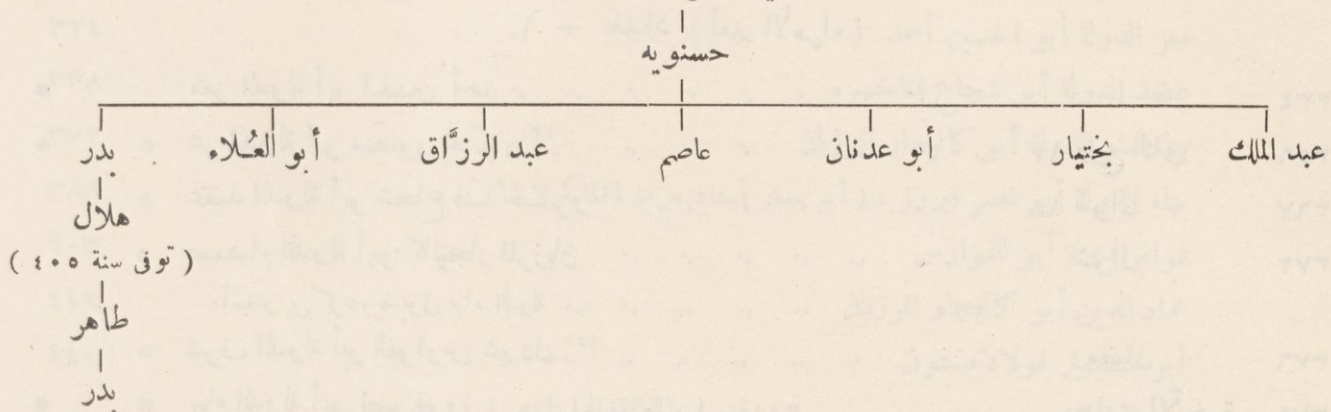 حسنويه
عبد الملك بختيار أبو عدنان عاصم عبد الرزَّاق أبو العُلاء بدر
هلال
( توفى سنة ٤٠٥ )
طاهر
بدر